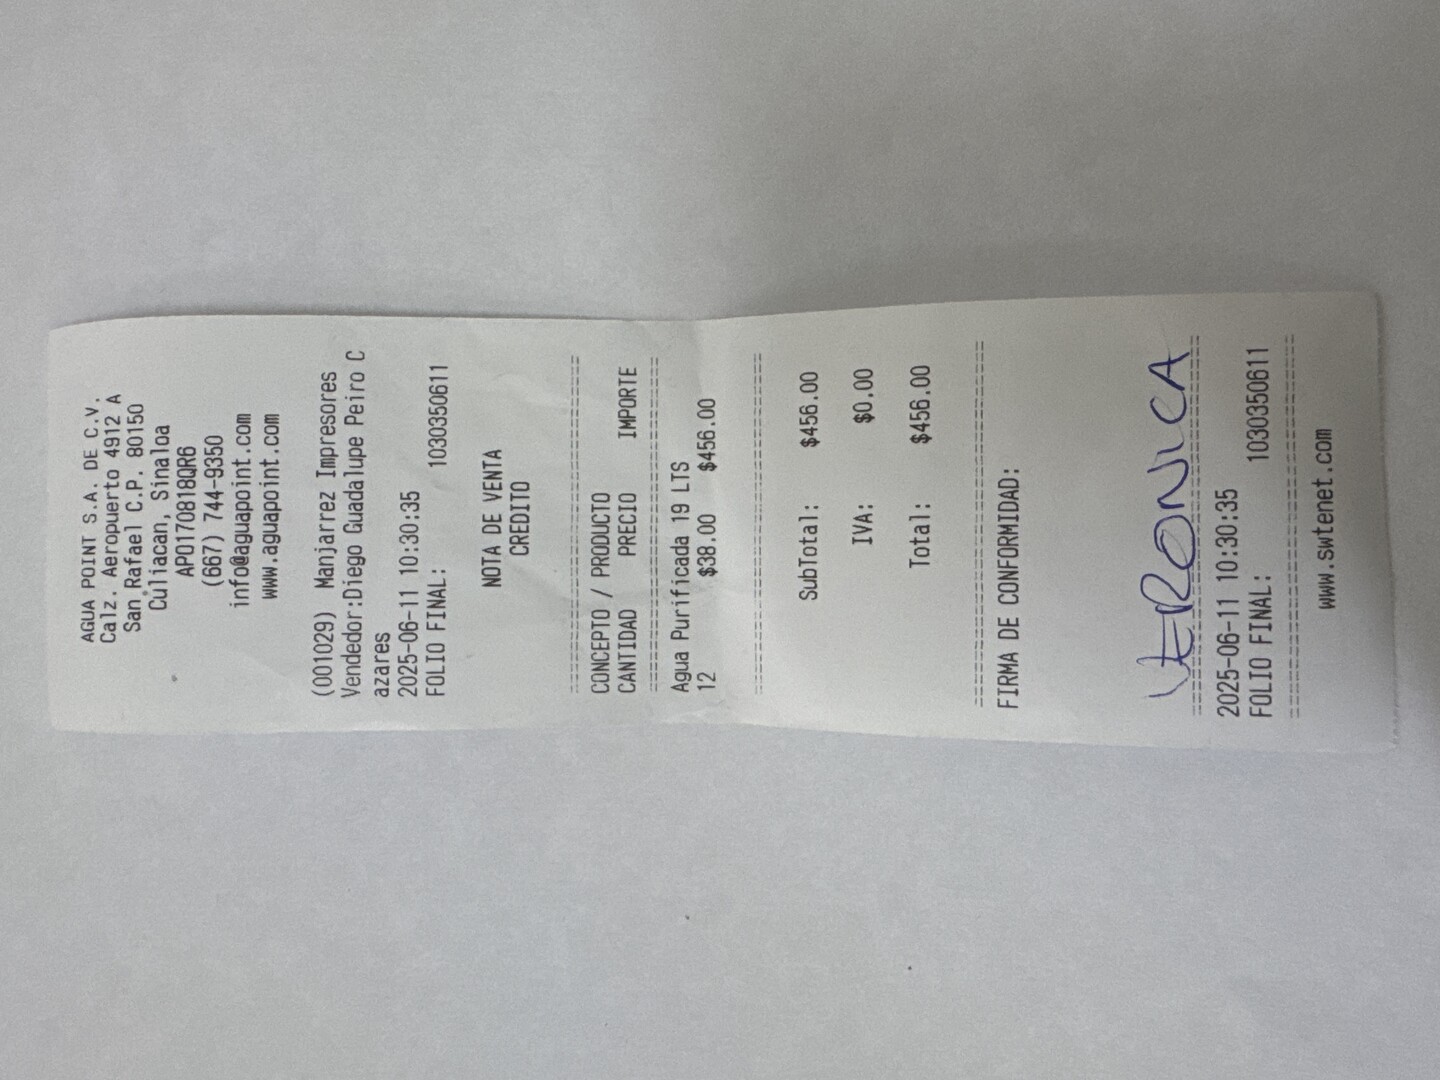 AGUA POINT S.A. DE C.V.
Calz. Aeropuerto 4912 A
San Rafael C.P. 80150
Culiacan, Sinaloa
APO170818QR6
(667) 744-9350
info@aguapoint.com
www.aguapoint.com
(001029) Manjarrez Impresores
Vendedor:Diego Guadalupe Peiro C
azares
2025-06-11 10:30:35
FOLIO FINAL: 1030350611
NOTA DE VENTA
CREDITO
================================
CONCEPTO / PRODUCTO
CANTIDAD PRECIO IMPORTE
================================
Agua Purificada 19 LTS
12 $38.00 $456.00
================================
SubTotal: $456.00
IVA: $0.00
Total: $456.00
================================
FIRMA DE CONFORMIDAD:
VERONICA
================================
2025-06-11 10:30:35
FOLIO FINAL: 1030350611
================================
www.swtenet.com